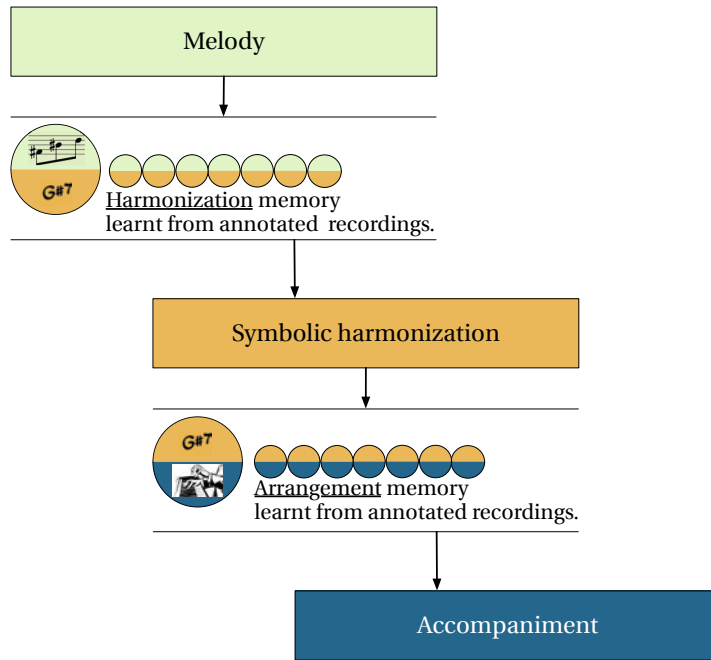 Melody
G#7
Harmonization memory
learnt from annotated recordings.
Symbolic harmonization
G#7
Arrangement memory
learnt from annotated recordings.
Accompaniment